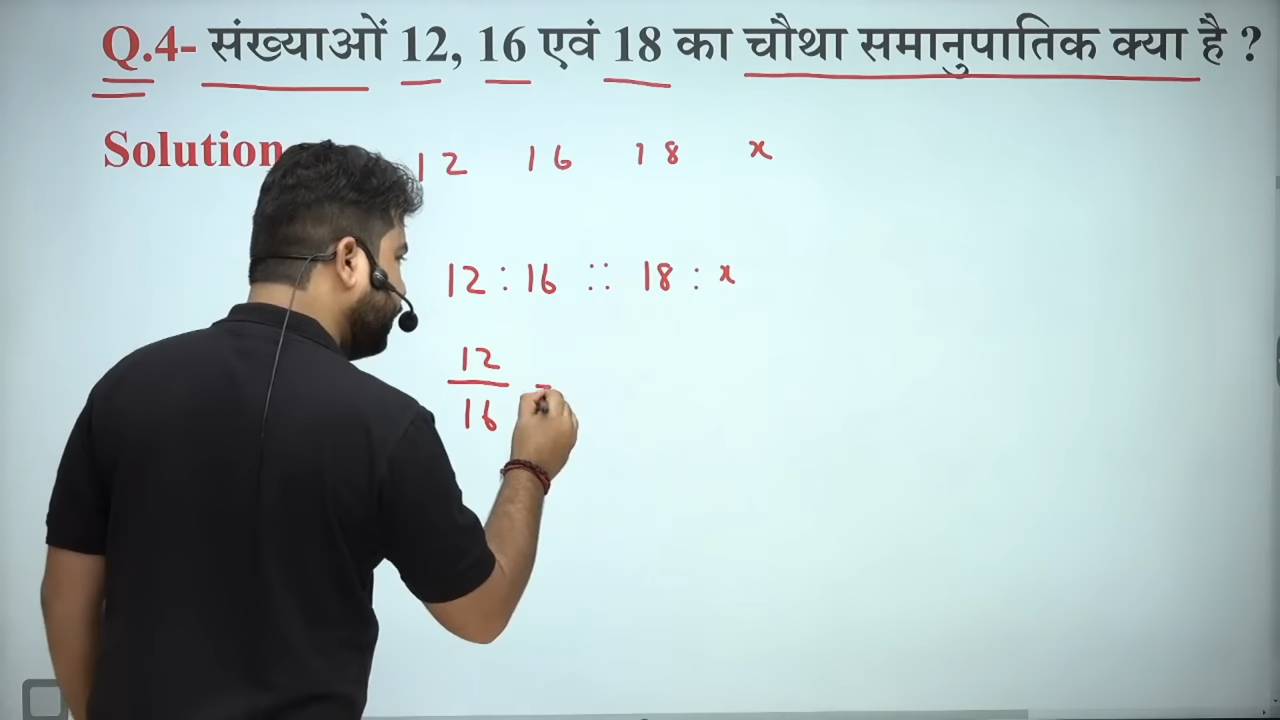 Q.4- संख्याओं 12, 16 एवं 18 का चौथा समानुपातिक क्या है ?
Solution
12 16 18 x
12 : 16 :: 18 : x
12
16